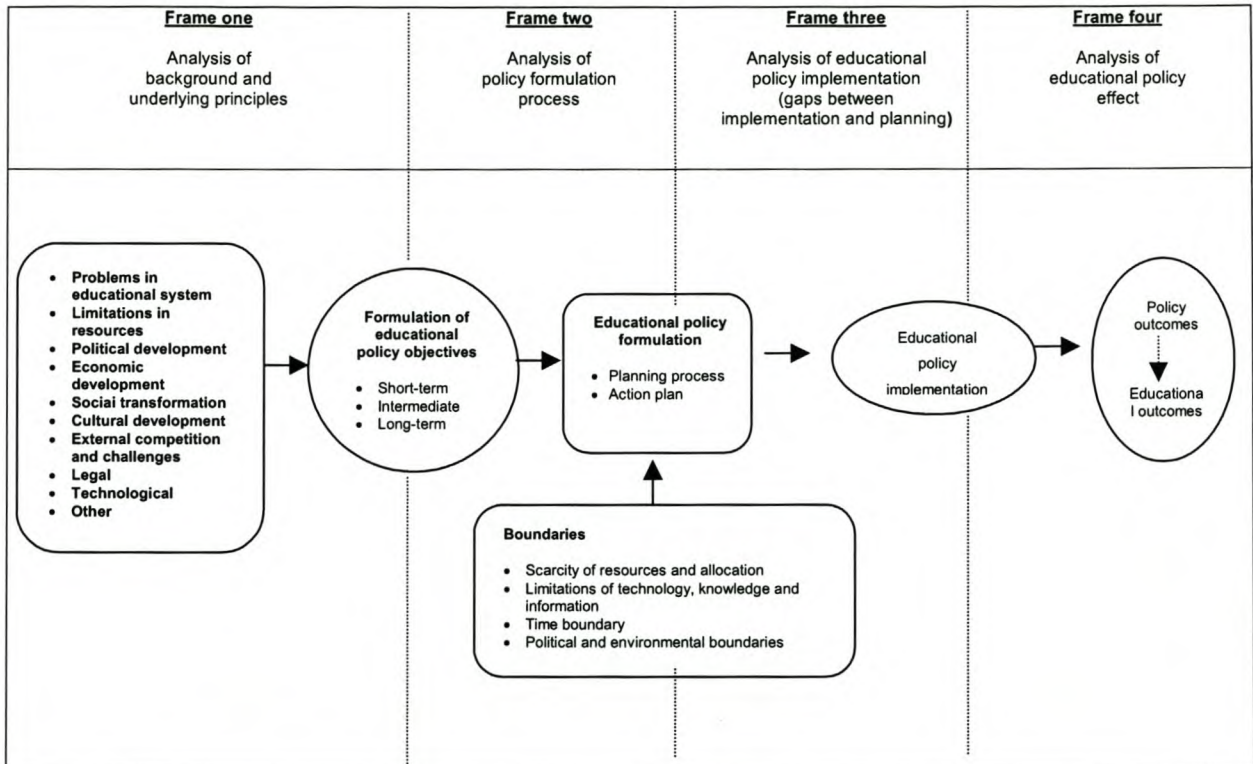 Frame one
Analysis of
background and
underlying principles
Frame two
Analysis of
policy formulation
process
Frame three
Analysis of educational
policy implementation
(gaps between
implementation and planning)
Frame four
Analysis of
educational policy
effect
• Problems in
educational system
• Limitations in
resources
• Political development
• Economic
development
• Social transformation
• Cultural development
• External competition
and challenges
• Legal
• Technological
• Other
Formulation of
educational
policy objectives
• Short-term
• Intermediate
• Long-term
Educational policy
formulation
• Planning process
• Action plan
Boundaries
• Scarcity of resources and allocation
• Limitations of technology, knowledge and
information
• Time boundary
• Political and environmental boundaries
Educational
policy
implementation
Policy
outcomes
Educationa
l outcomes